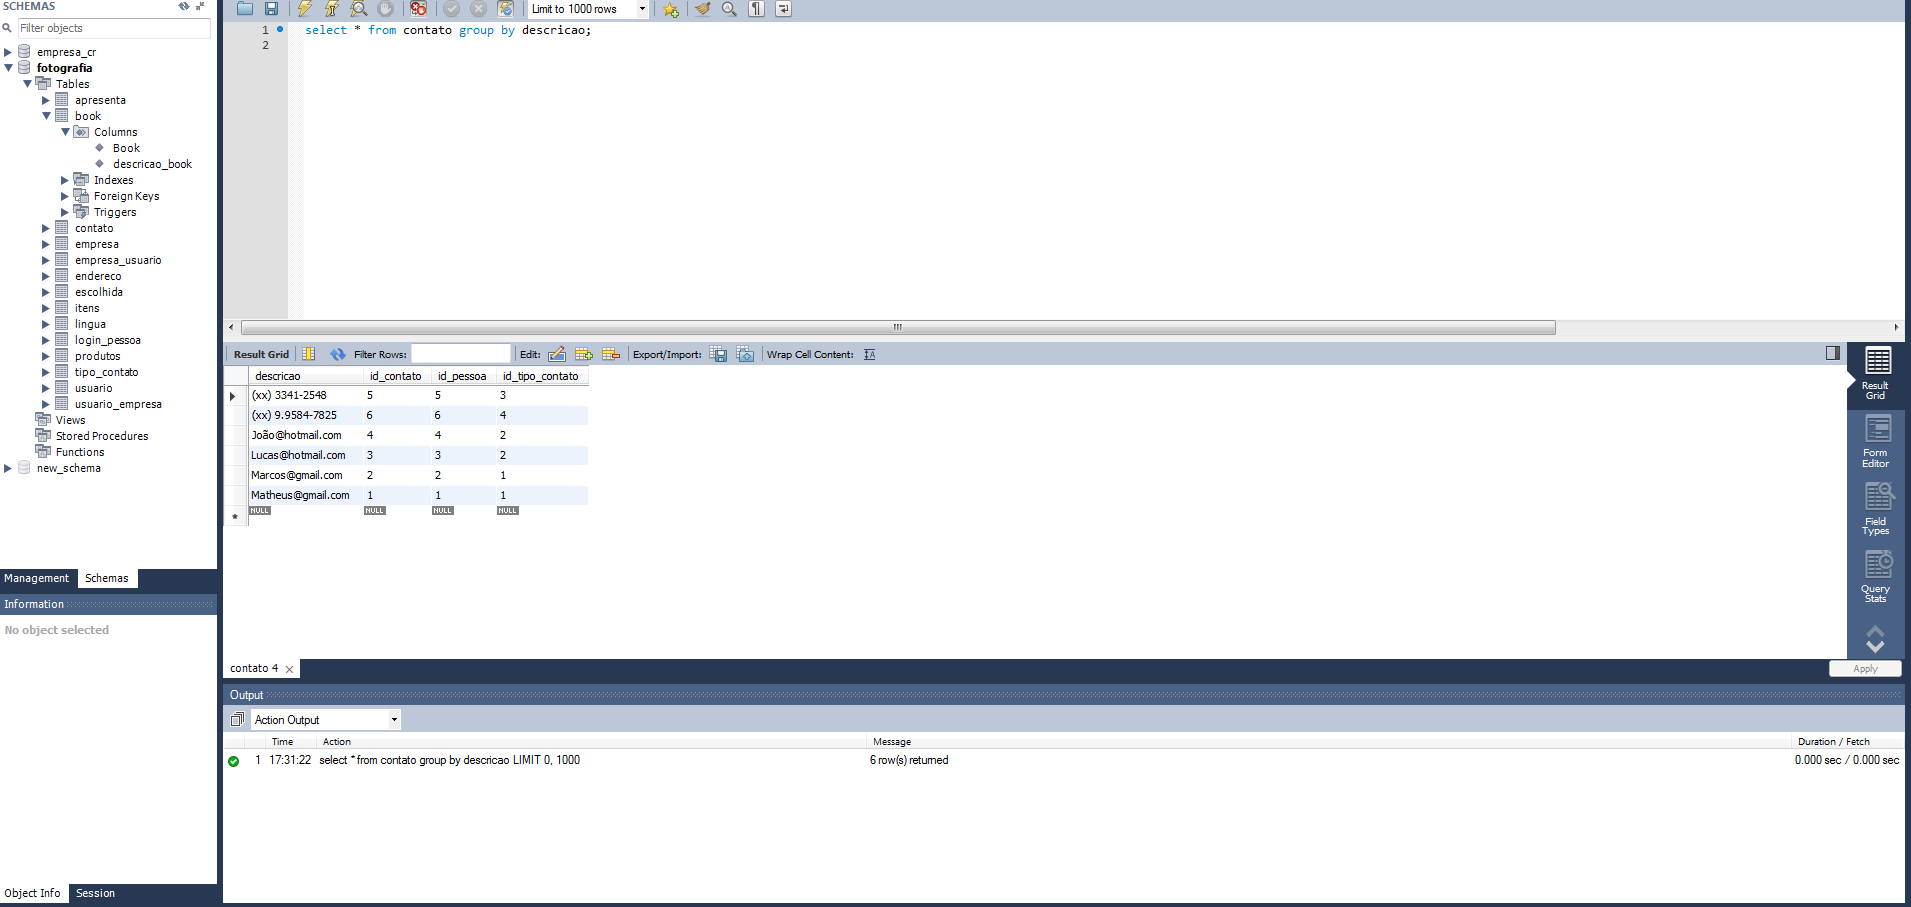 SCHEMAS
Filter objects
empresa_cr
fotografia
Tables
apresenta
book
Columns
Book
descricao_book
Indexes
Foreign Keys
Triggers
contato
empresa
empresa_usuario
endereco
escolhida
itens
lingua
login_pessoa
produtos
tipo_contato
usuario
usuario_empresa
Views
Stored Procedures
Functions
new_schema
Management Schemas
Information
No object selected
Object Info Session
Limit to 1000 rows
1 select * from contato group by descricao;
2
Result Grid Filter Rows: Edit: Export/Import: Wrap Cell Content:
descricao id_contato id_pessoa id_tipo_contato
(xx) 3341-2548 5 5 3
(xx) 9.9584-7825 6 6 4
João@hotmail.com 4 4 2
Lucas@hotmail.com 3 3 2
Marcos@gmail.com 2 2 1
Matheus@gmail.com 1 1 1
NULL NULL NULL NULL
Result
Grid
Form
Editor
Field
Types
Query
Stats
contato 4
Apply
Output
Action Output
Time Action Message Duration / Fetch
1 17:31:22 select * from contato group by descricao LIMIT 0, 1000 6 row(s) returned 0.000 sec / 0.000 sec